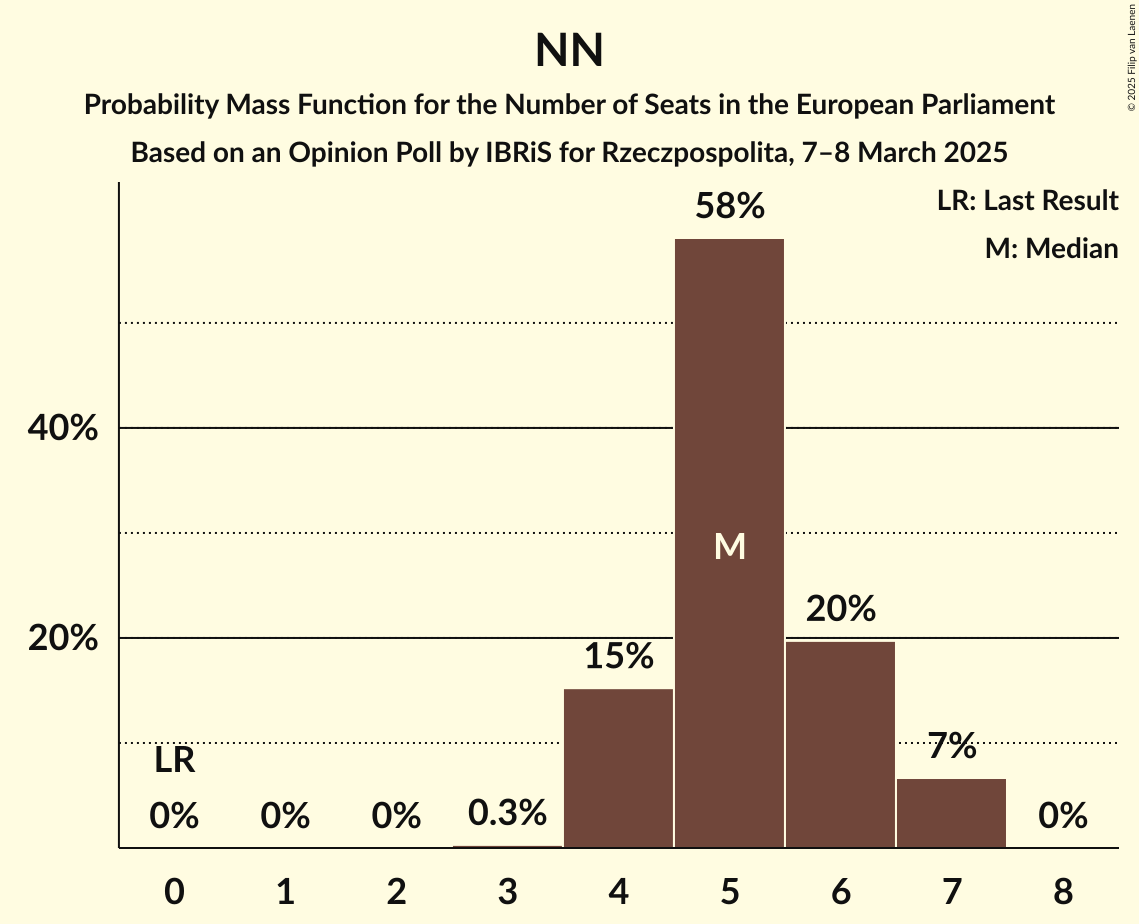 NN
Probability Mass Function for the Number of Seats in the European Parliament
Based on an Opinion Poll by IBRiS for Rzeczpospolita, 7–8 March 2025
© 2025 Filip van Laenen
LR: Last Result
M: Median
58%
40%
M
20%
20%
15%
LR
7%
0%
0%
0%
0.3%
0%
0
1
2
3
4
5
6
7
8